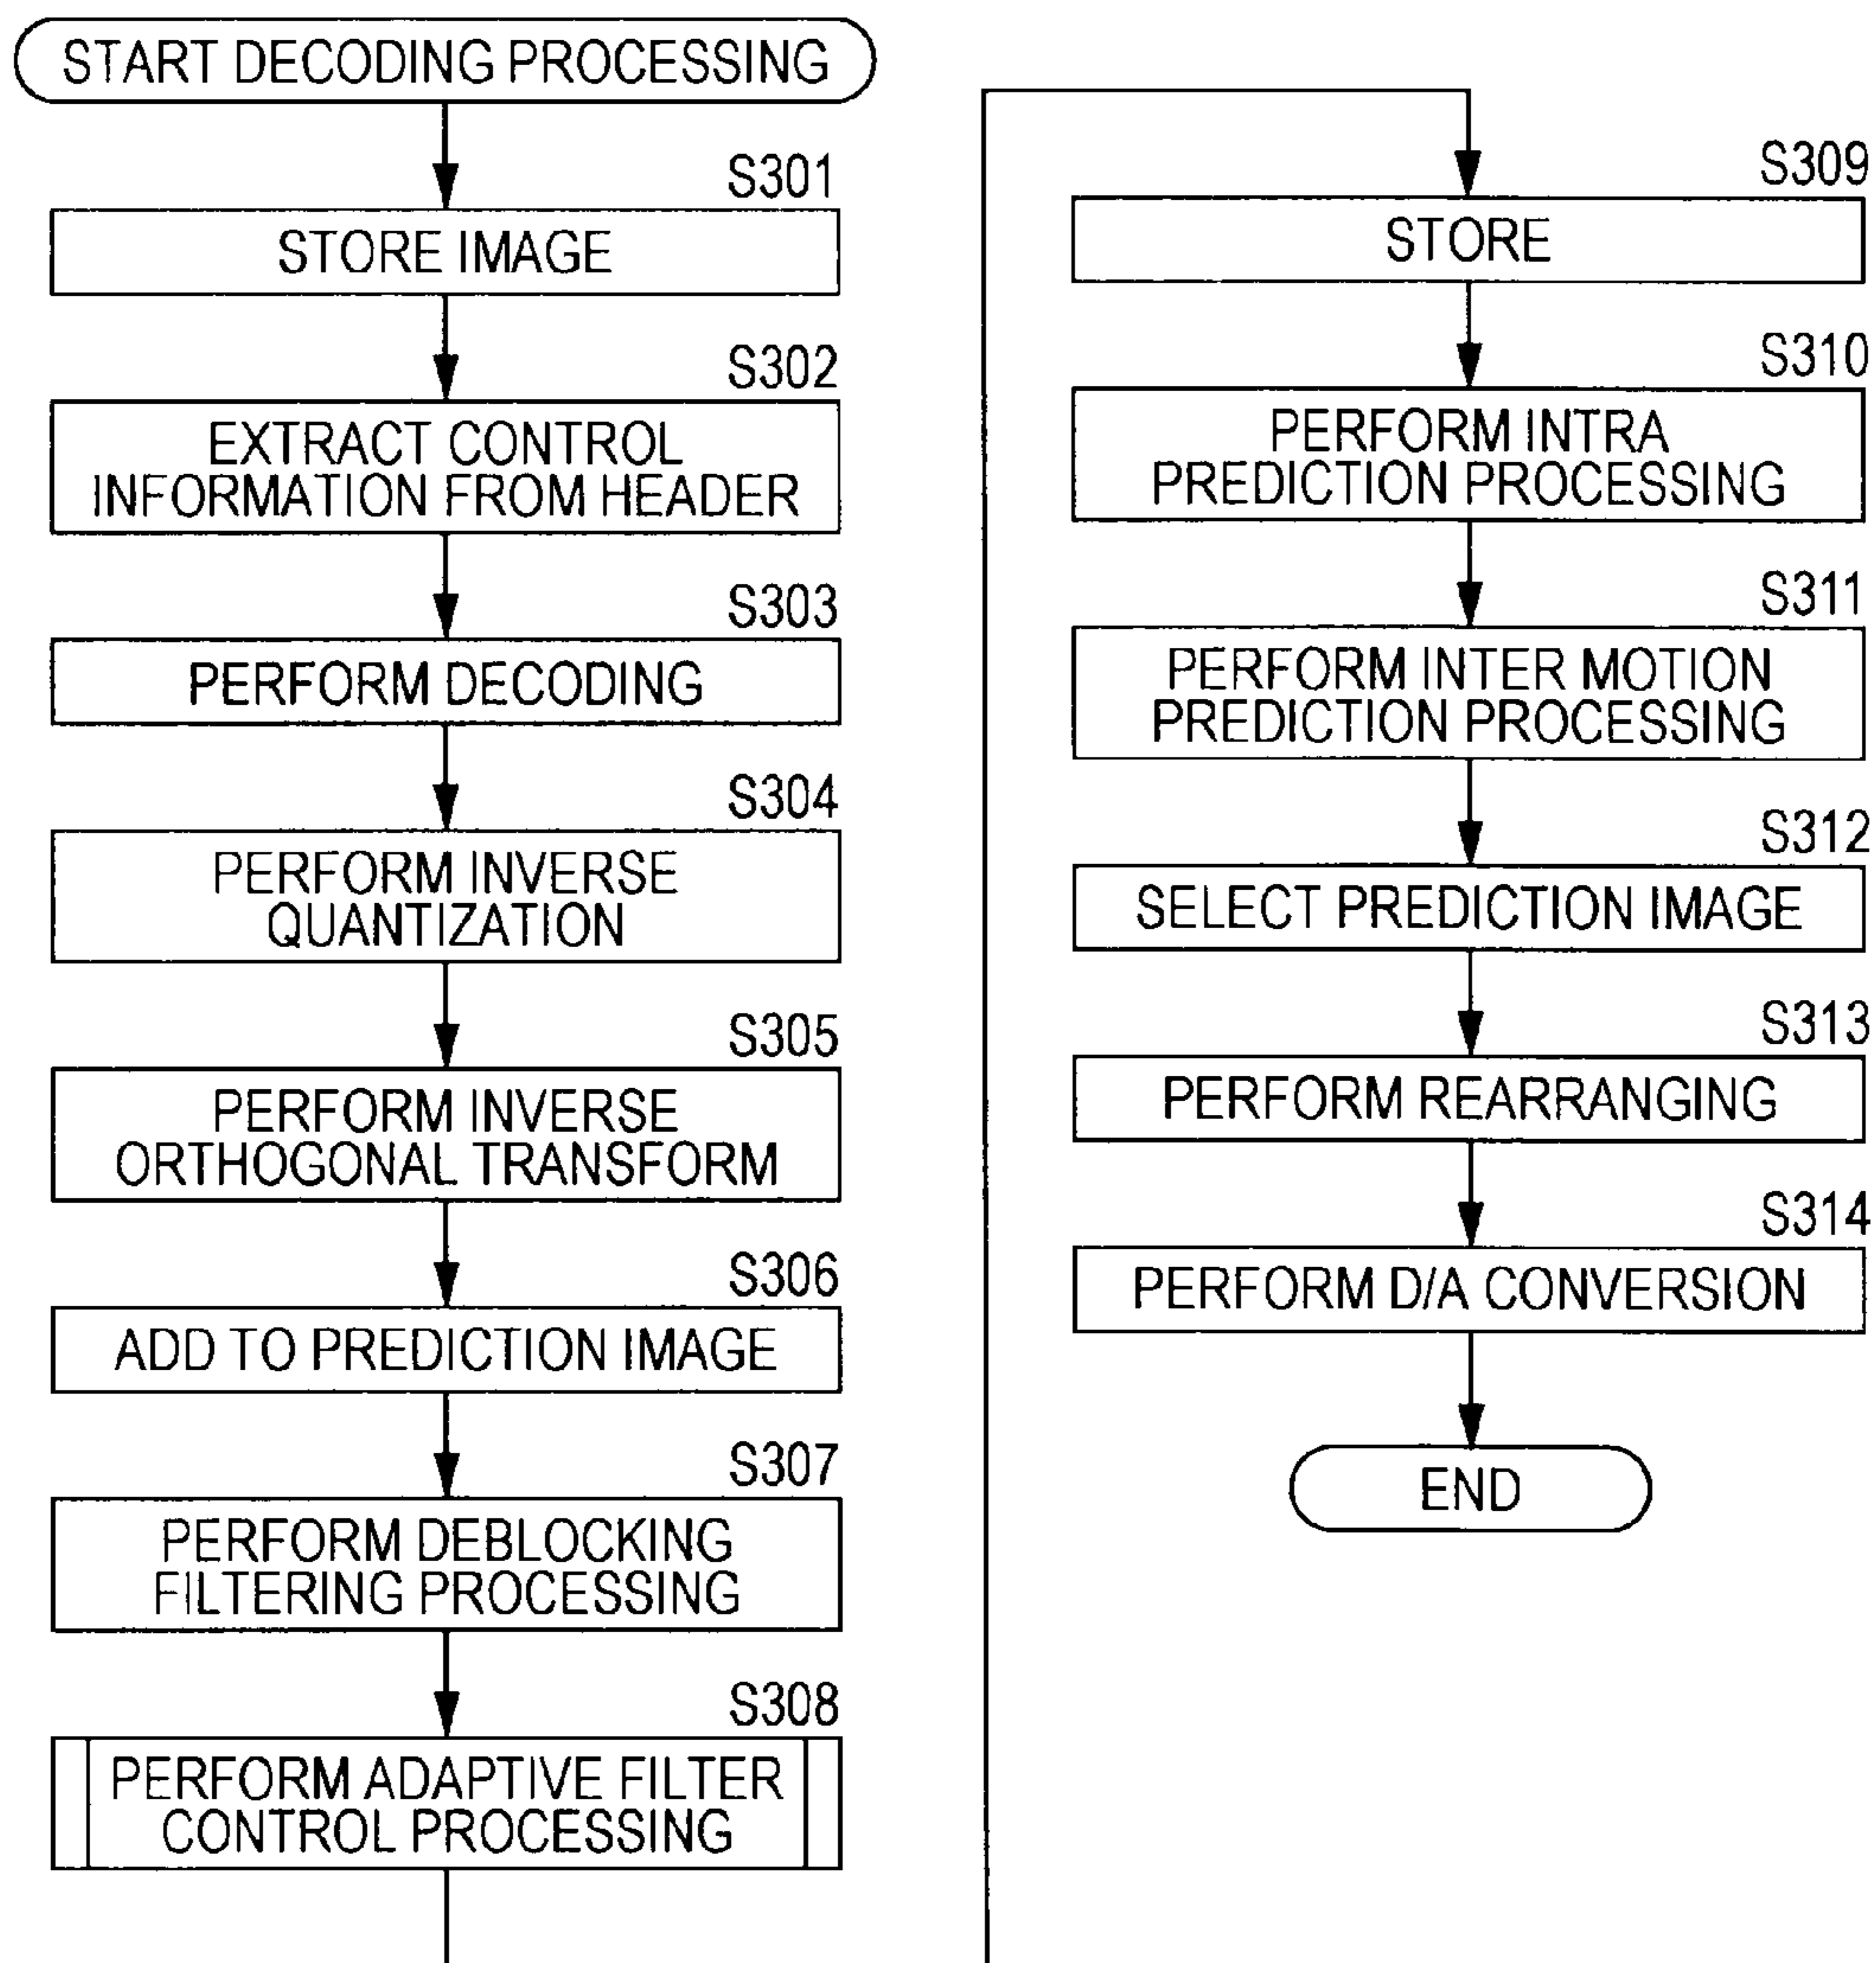 START DECODING PROCESSING
S301
STORE IMAGE
S302
EXTRACT CONTROL
INFORMATION FROM HEADER
S303
PERFORM DECODING
S304
PERFORM INVERSE
QUANTIZATION
S305
PERFORM INVERSE
ORTHOGONAL TRANSFORM
S306
ADD TO PREDICTION IMAGE
S307
PERFORM DEBLOCKING
FILTERING PROCESSING
S308
PERFORM ADAPTIVE FILTER
CONTROL PROCESSING
S309
STORE
S310
PERFORM INTRA
PREDICTION PROCESSING
S311
PERFORM INTER MOTION
PREDICTION PROCESSING
S312
SELECT PREDICTION IMAGE
S313
PERFORM REARRANGING
S314
PERFORM D/A CONVERSION
END